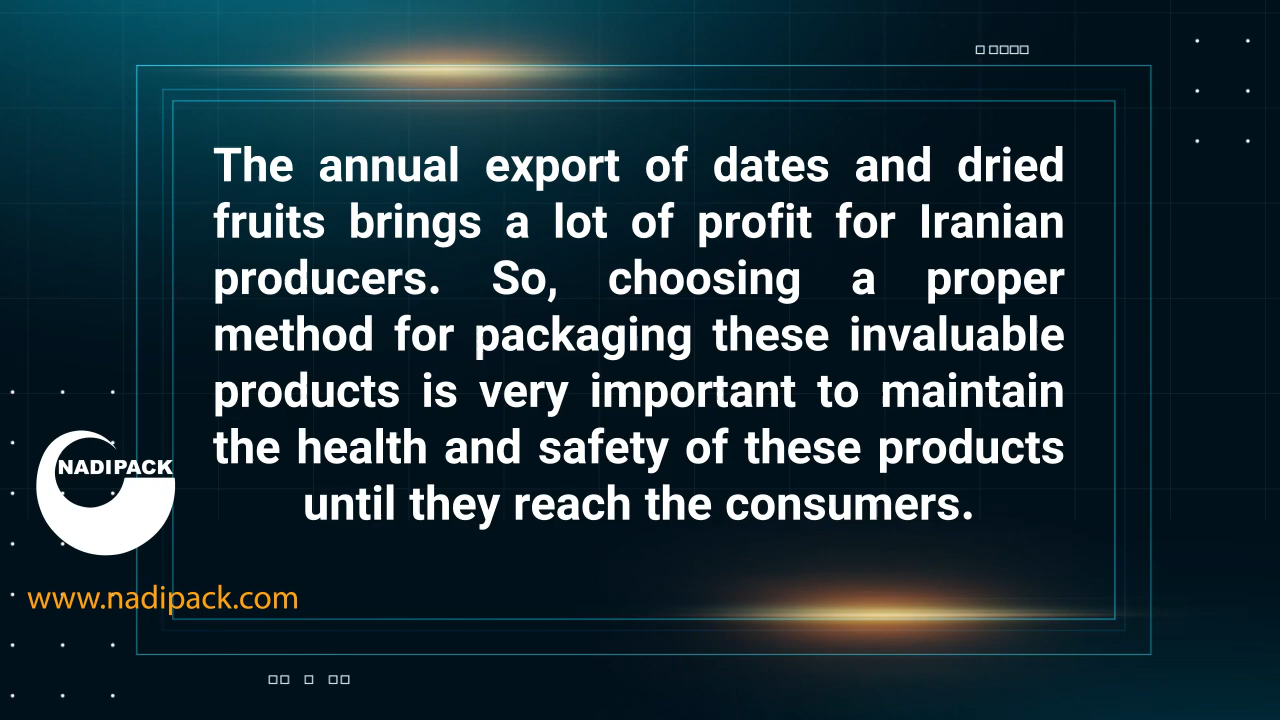 The annual export of dates and dried
fruits brings a lot of profit for Iranian
producers. So, choosing a proper
method for packaging these invaluable
products is very important to maintain
the health and safety of these products
until they reach the consumers.
NADIPACK
www.nadipack.com